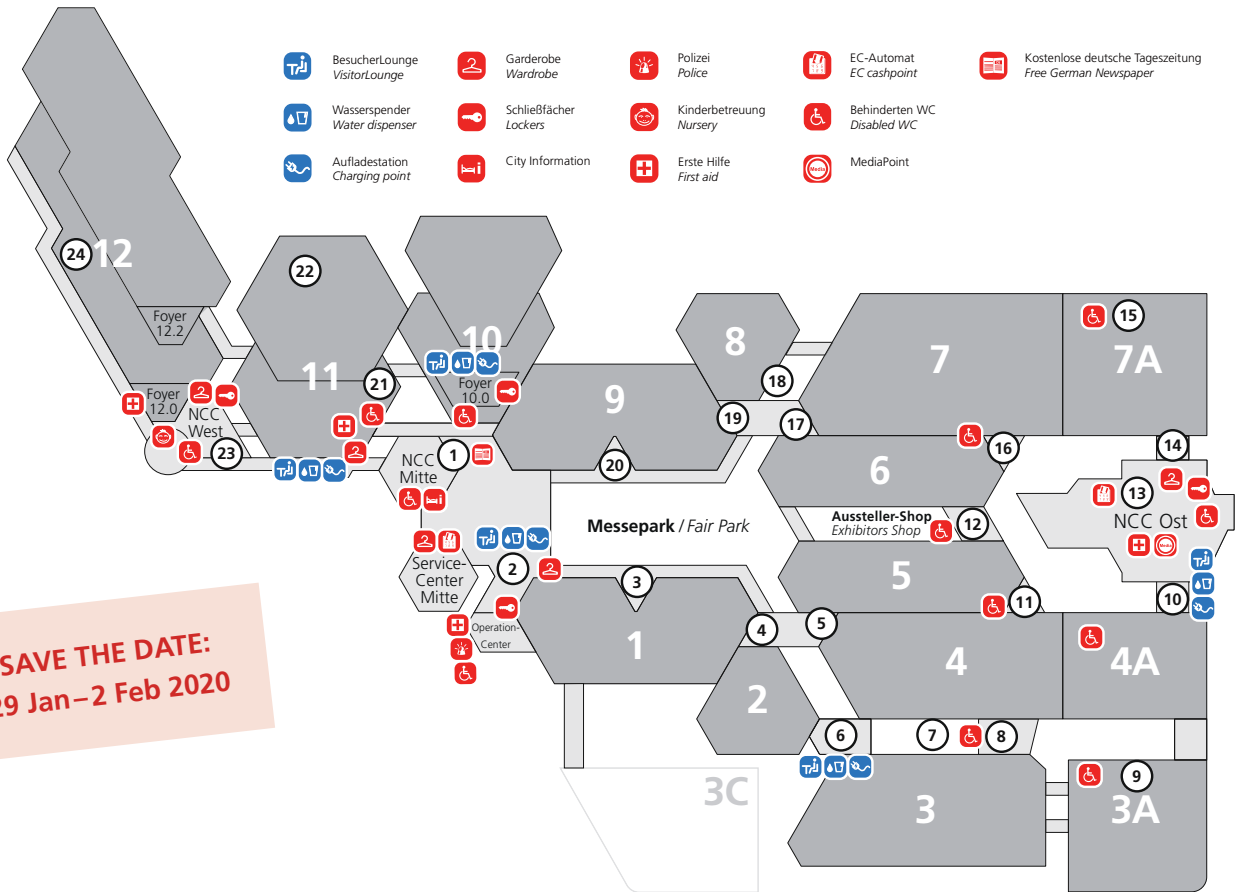 BesucherLounge
VisitorLounge
Garderobe
Wardrobe
Polizei
Police
EC-Automat
EC cashpoint
Kostenlose deutsche Tageszeitung
Free German Newspaper
Wasserspender
Water dispenser
Schließfächer
Lockers
Kinderbetreuung
Nursery
Behinderten WC
Disabled WC
Aufladestation
Charging point
City Information
Erste Hilfe
First aid
Media
MediaPoint
24
12
22
Foyer
12.2
10
8
18
7
15
7A
11
21
Foyer
10.0
9
19
17
Foyer
12.0
NCC
West
23
NCC
Mitte
1
20
6
16
14
13
NCC Ost
Media
Messepark / Fair Park
Aussteller-Shop
Exhibitors Shop
12
2
3
5
11
10
Service-
Center
Mitte
Operation-
Center
1
4
5
4
4A
2
6
7
8
3C
3
9
3A
SAVE THE DATE:
29 Jan–2 Feb 2020